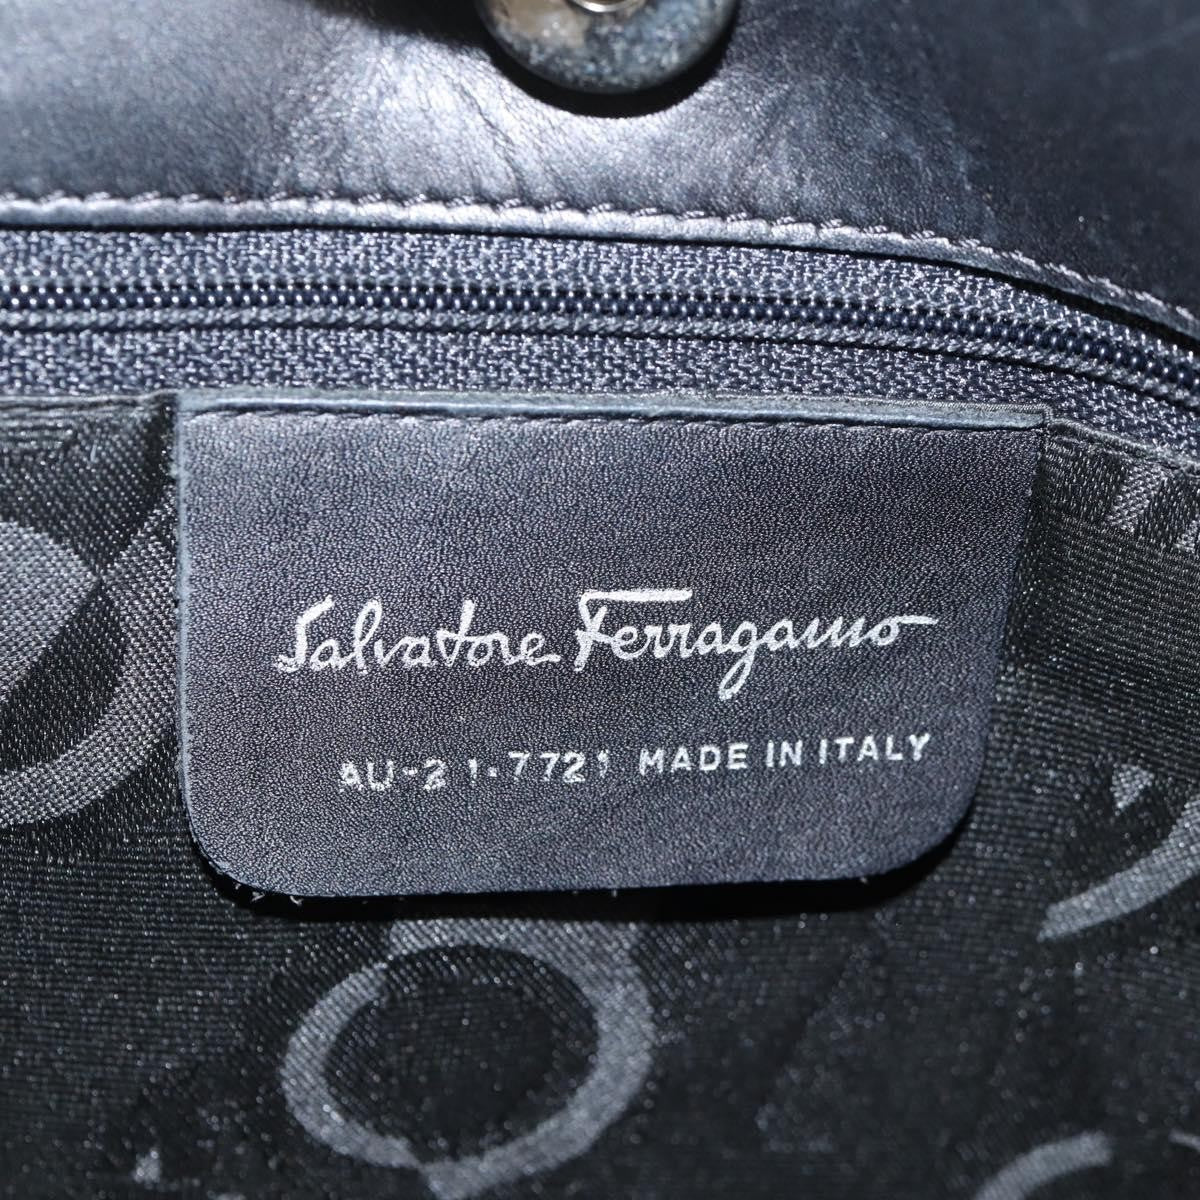 Salvatore Ferragamo
AU-21.7721 MADE IN ITALY